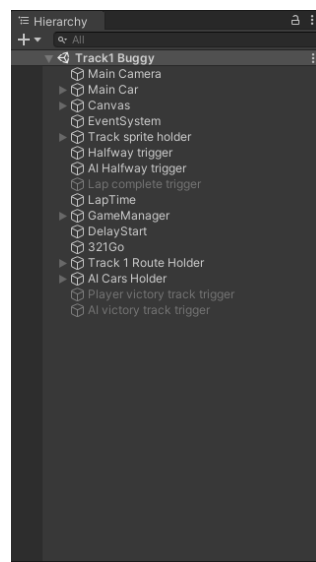 Hierarchy
All
Track1 Buggy
Main Camera
Main Car
Canvas
EventSystem
Track sprite holder
Halfway trigger
AI Halfway trigger
Lap complete trigger
LapTime
GameManager
DelayStart
321Go
Track 1 Route Holder
AI Cars Holder
Player victory track trigger
AI victory track trigger